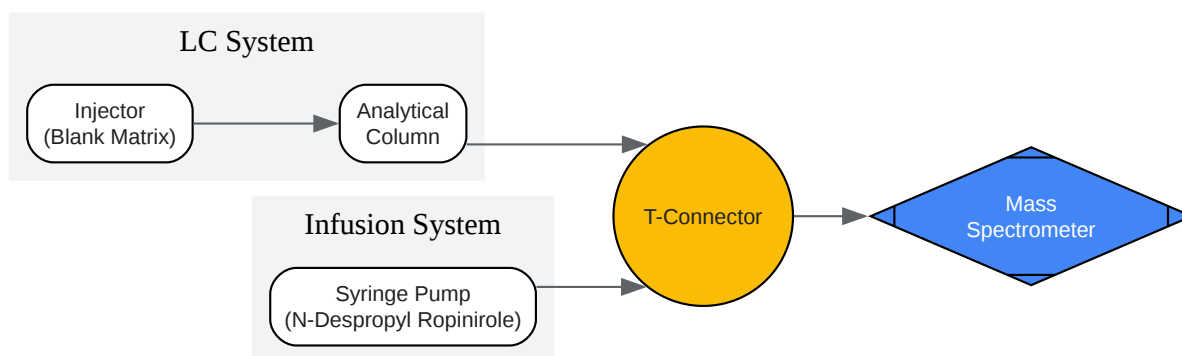 LC System
Injector
(Blank Matrix)
Analytical
Column
Infusion System
Syringe Pump
(N-Despropyl Ropinirole)
T-Connector
Mass
Spectrometer